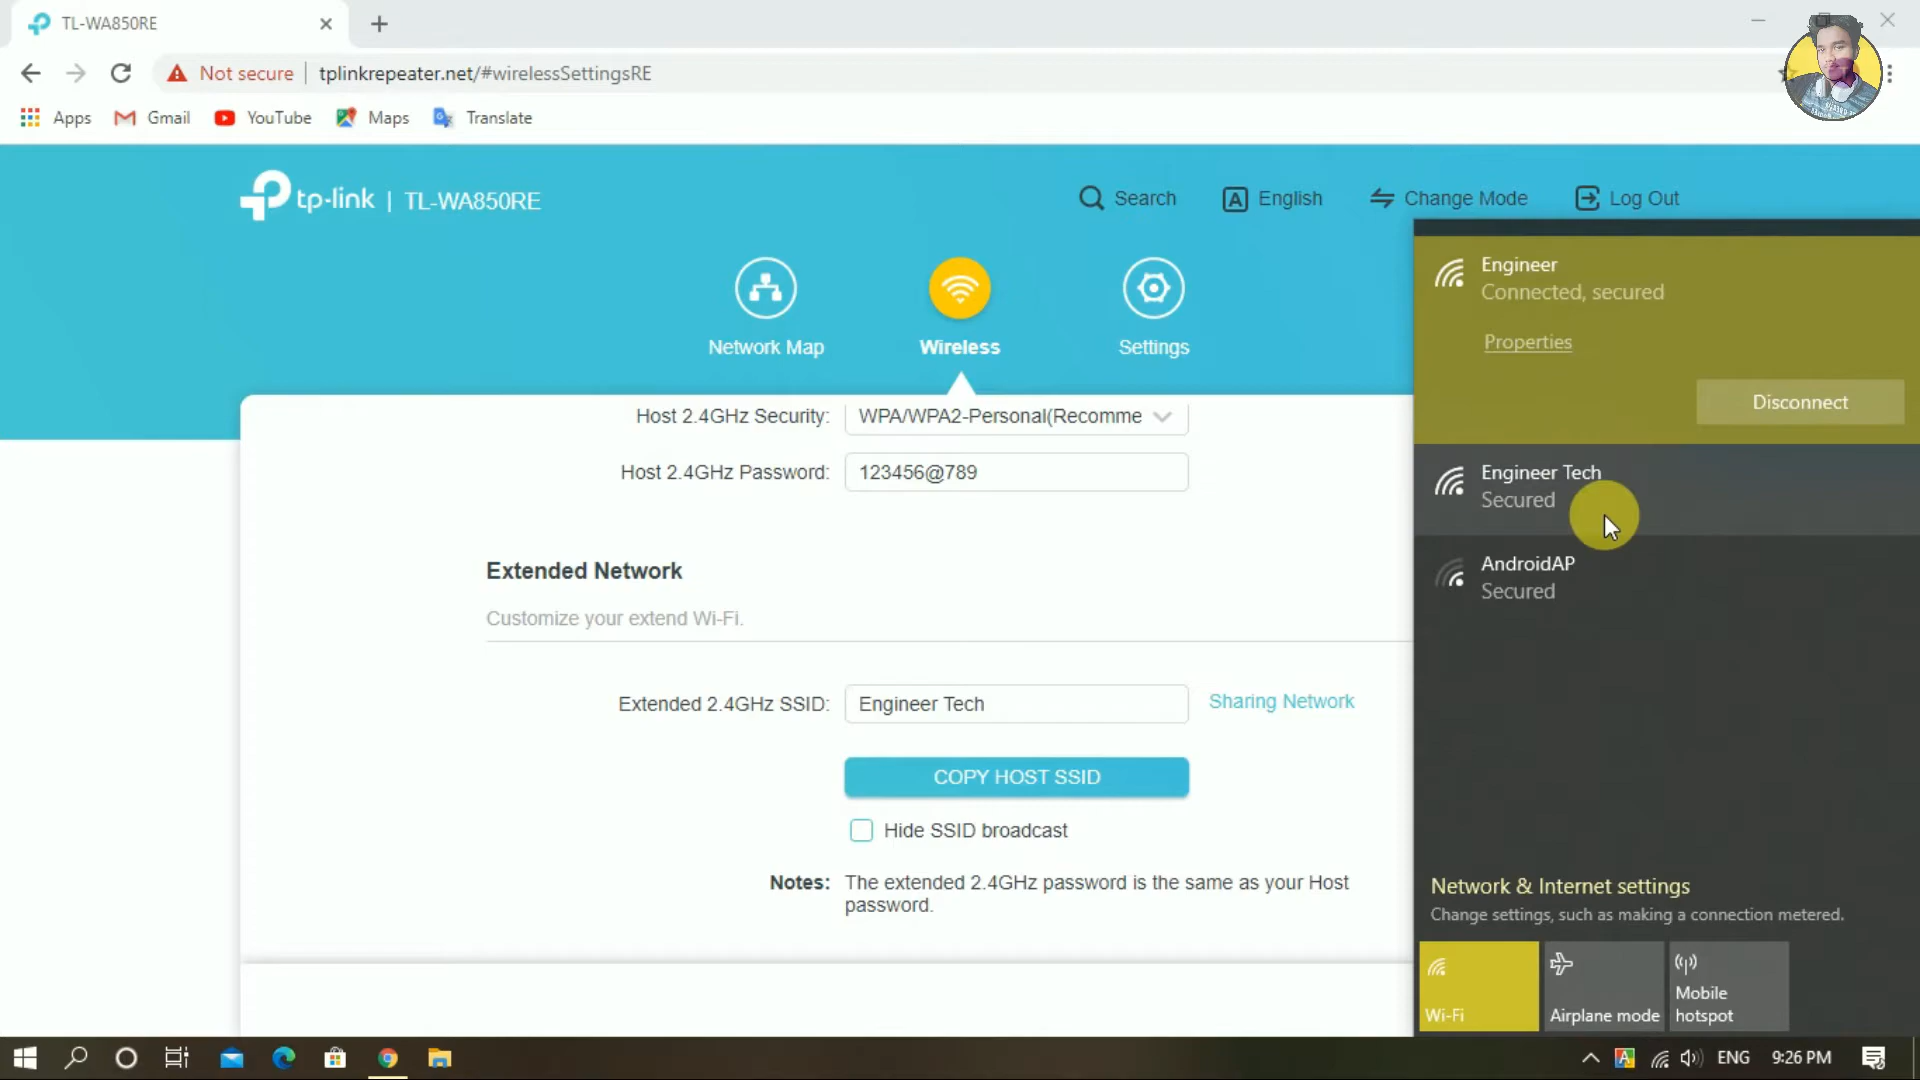 TL-WA850RE
Not secure
tplinkrepeater.net/#wirelessSettingsRE
Apps
Gmail
YouTube
Maps
Translate
tp-link | TL-WA850RE
Search
English
Change Mode
Log Out
Network Map
Wireless
Settings
Host 2.4GHz Security:
WPA/WPA2-Personal(Recomme
Host 2.4GHz Password:
123456@789
Extended Network
Customize your extend Wi-Fi.
Extended 2.4GHz SSID:
Engineer Tech
Sharing Network
COPY HOST SSID
Hide SSID broadcast
Notes:
The extended 2.4GHz password is the same as your Host
password.
Engineer
Connected, secured
Properties
Disconnect
Engineer Tech
Secured
AndroidAP
Secured
Network & Internet settings
Change settings, such as making a connection metered.
Wi-Fi
Airplane mode
Mobile
hotspot
ENG
9:26 PM